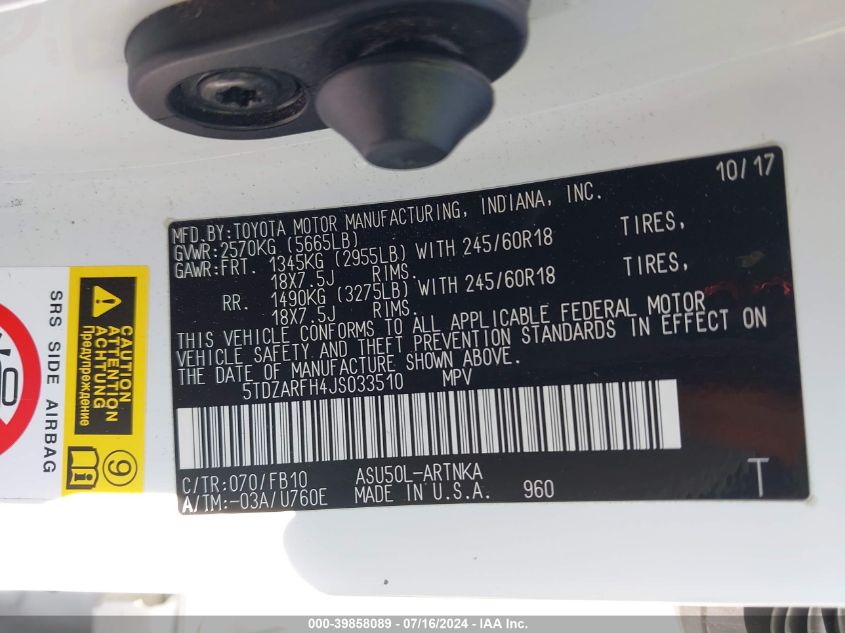 10/17
MFD.BY:TOYOTA MOTOR MANUFACTURING, INDIANA, INC.
GVWR:2570KG (5665LB)
GAWR:FRT. 1345KG (2955LB) WITH 245/60R18 TIRES,
18X7.5J RIMS.
RR. 1490KG (3275LB) WITH 245/60R18 TIRES,
18X7.5J RIMS.
THIS VEHICLE CONFORMS TO ALL APPLICABLE FEDERAL MOTOR
VEHICLE SAFETY AND THEFT PREVENTION STANDARDS IN EFFECT ON
THE DATE OF MANUFACTURE SHOWN ABOVE.
5TDZARFH4JS033510 MPV
C/TR:070/FB10 ASU50L-ARTNKA
A/TM:-03A/U760E MADE IN U.S.A. 960 T
SRS SIDE AIRBAG
CAUTION
ATTENTION
ACHTUNG
Предупреждение
9
000-39858089 - 07/16/2024 - IAA Inc.